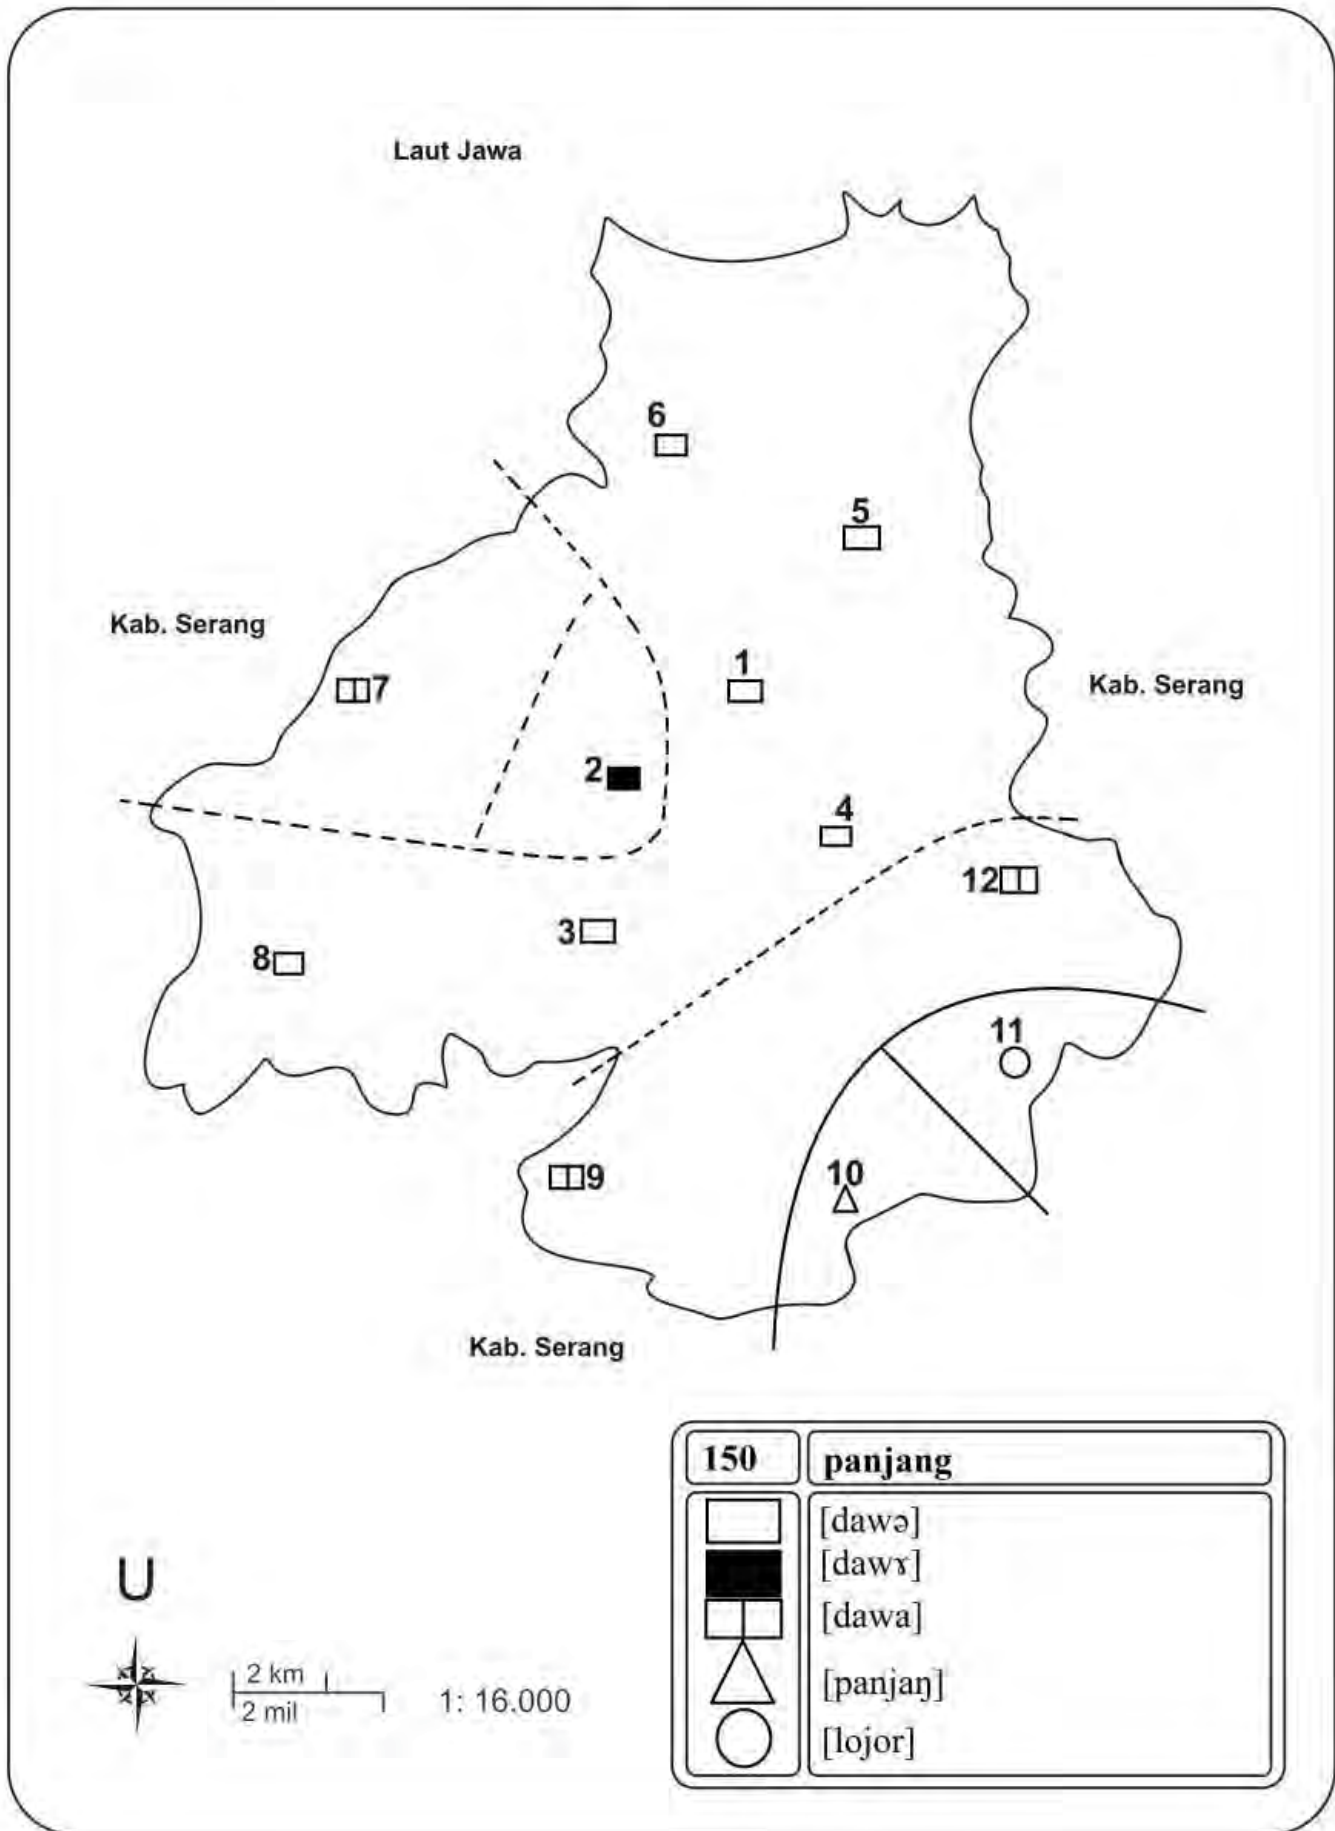 Laut Jawa
6
5
Kab. Serang
1
7
Kab. Serang
2
4
12
3
8
11
10
9
Kab. Serang
150 panjang
[dawə]
[dawɤ]
[dawa]
[panjaŋ]
[lojor]
U
2 km
2 mil
1: 16.000